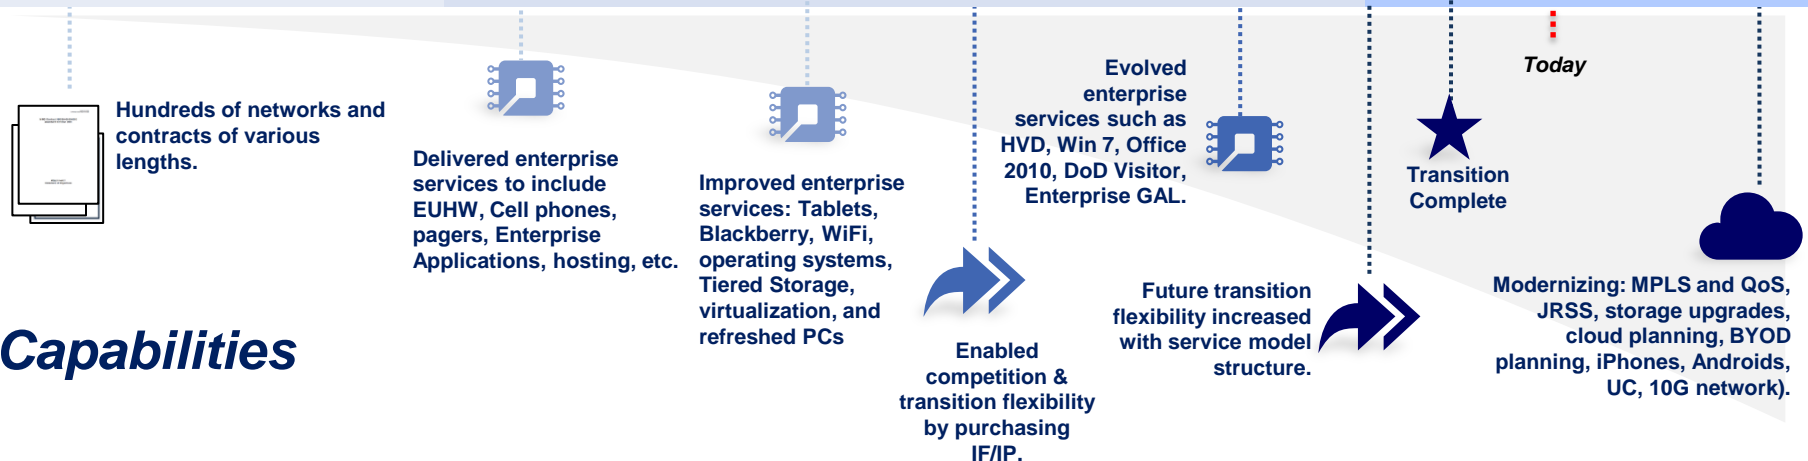 Hundreds of networks and
contracts of various
lengths.
Delivered enterprise
services to include
EUHW, Cell phones,
pagers, Enterprise
Applications, hosting, etc.
Improved enterprise
services: Tablets,
Blackberry, WiFi,
operating systems,
Tiered Storage,
virtualization, and
refreshed PCs
Enabled
competition &
transition flexibility
by purchasing
IF/IP.
Evolved
enterprise
services such as
HVD, Win 7, Office
2010, DoD Visitor,
Enterprise GAL.
Future transition
flexibility increased
with service model
structure.
Transition
Complete
Today
Modernizing: MPLS and QoS,
JRSS, storage upgrades,
cloud planning, BYOD
planning, iPhones, Androids,
UC, 10G network).
Capabilities